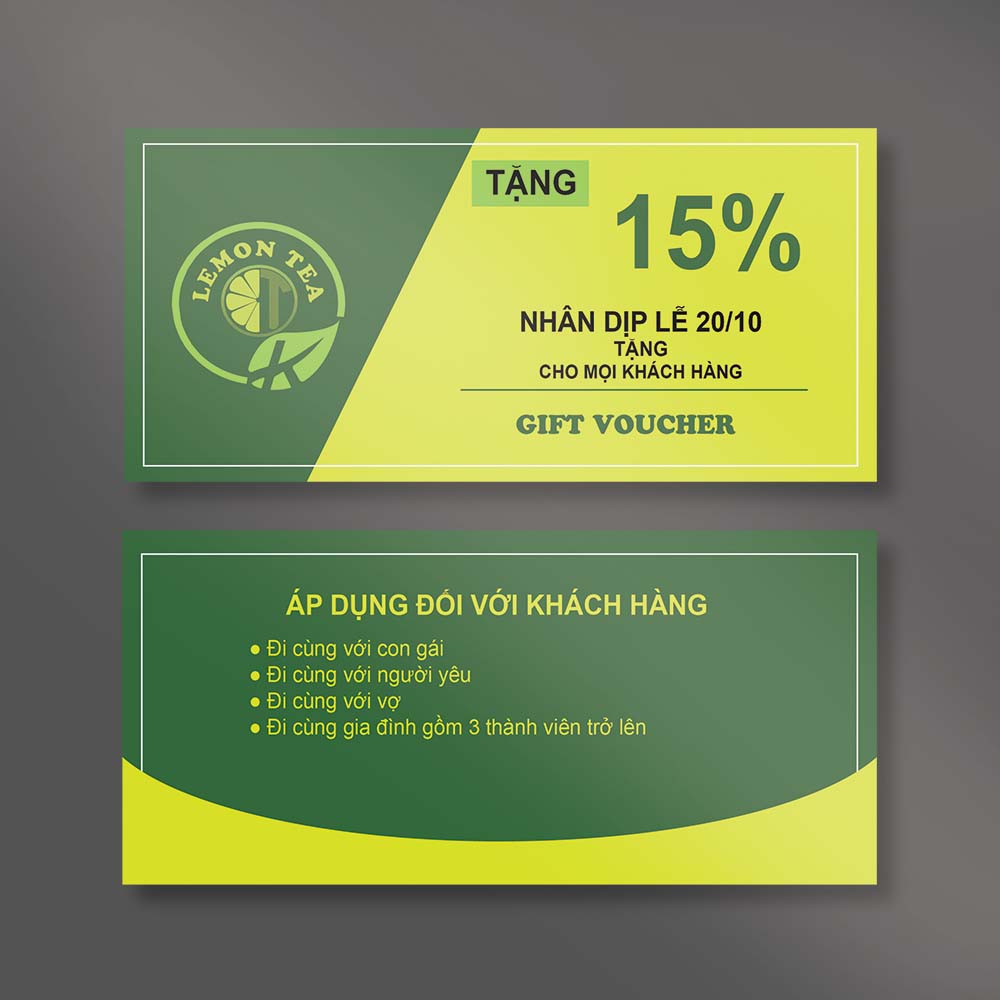 LEMON TEA
TẶNG
15%
NHÂN DỊP LỄ 20/10
TẶNG
CHO MỌI KHÁCH HÀNG
GIFT VOUCHER
ÁP DỤNG ĐỐI VỚI KHÁCH HÀNG
● Đi cùng với con gái
● Đi cùng với người yêu
● Đi cùng với vợ
● Đi cùng gia đình gồm 3 thành viên trở lên